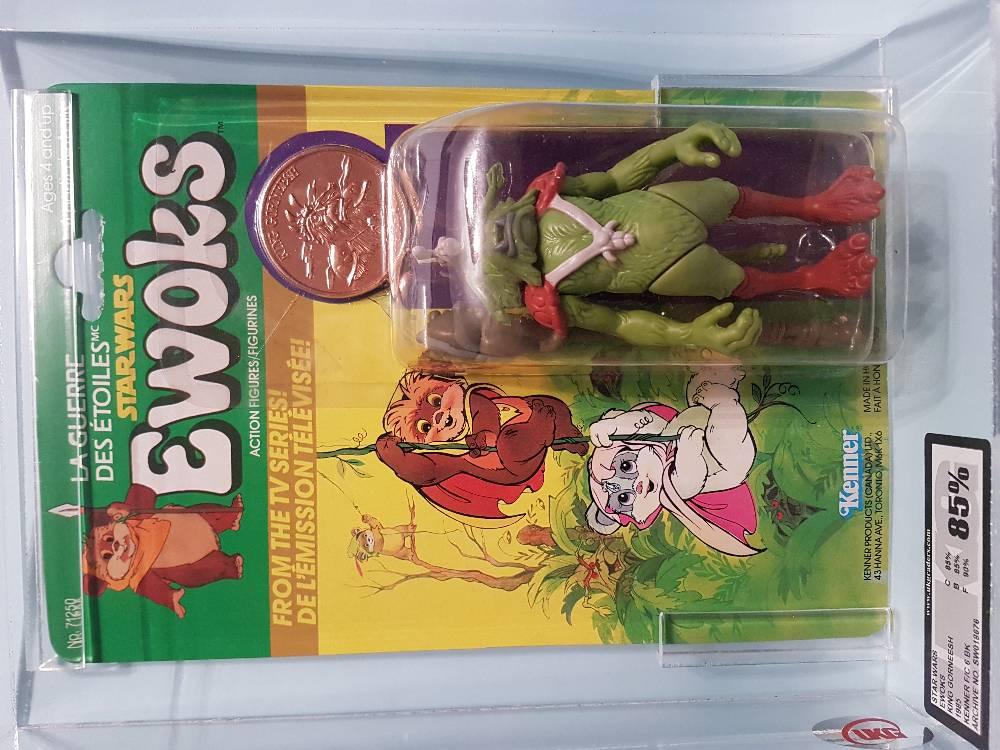 Ages 4 and up
LA GUERRE
DES ÉTOILES MC
STAR WARS
EWOKS TM
No. 71250
ACTION FIGURES/FIGURINES
FROM THE TV SERIES!
DE L'ÉMISSION TÉLÉVISÉE!
KING GORNEESH
Kenner
KENNER PRODUCTS (CANADA) LTD.
43 HANNA AVE., TORONTO M6K 1X6
MADE IN H
FAIT À HON
www.ukgraders.com
STAR WARS
EWOKS
KING GORNEESH
1985
KENNER F/C 6 BK
ARCHIVE NO. SW018676
C 85%
B 85%
F 90%
85%
UKG